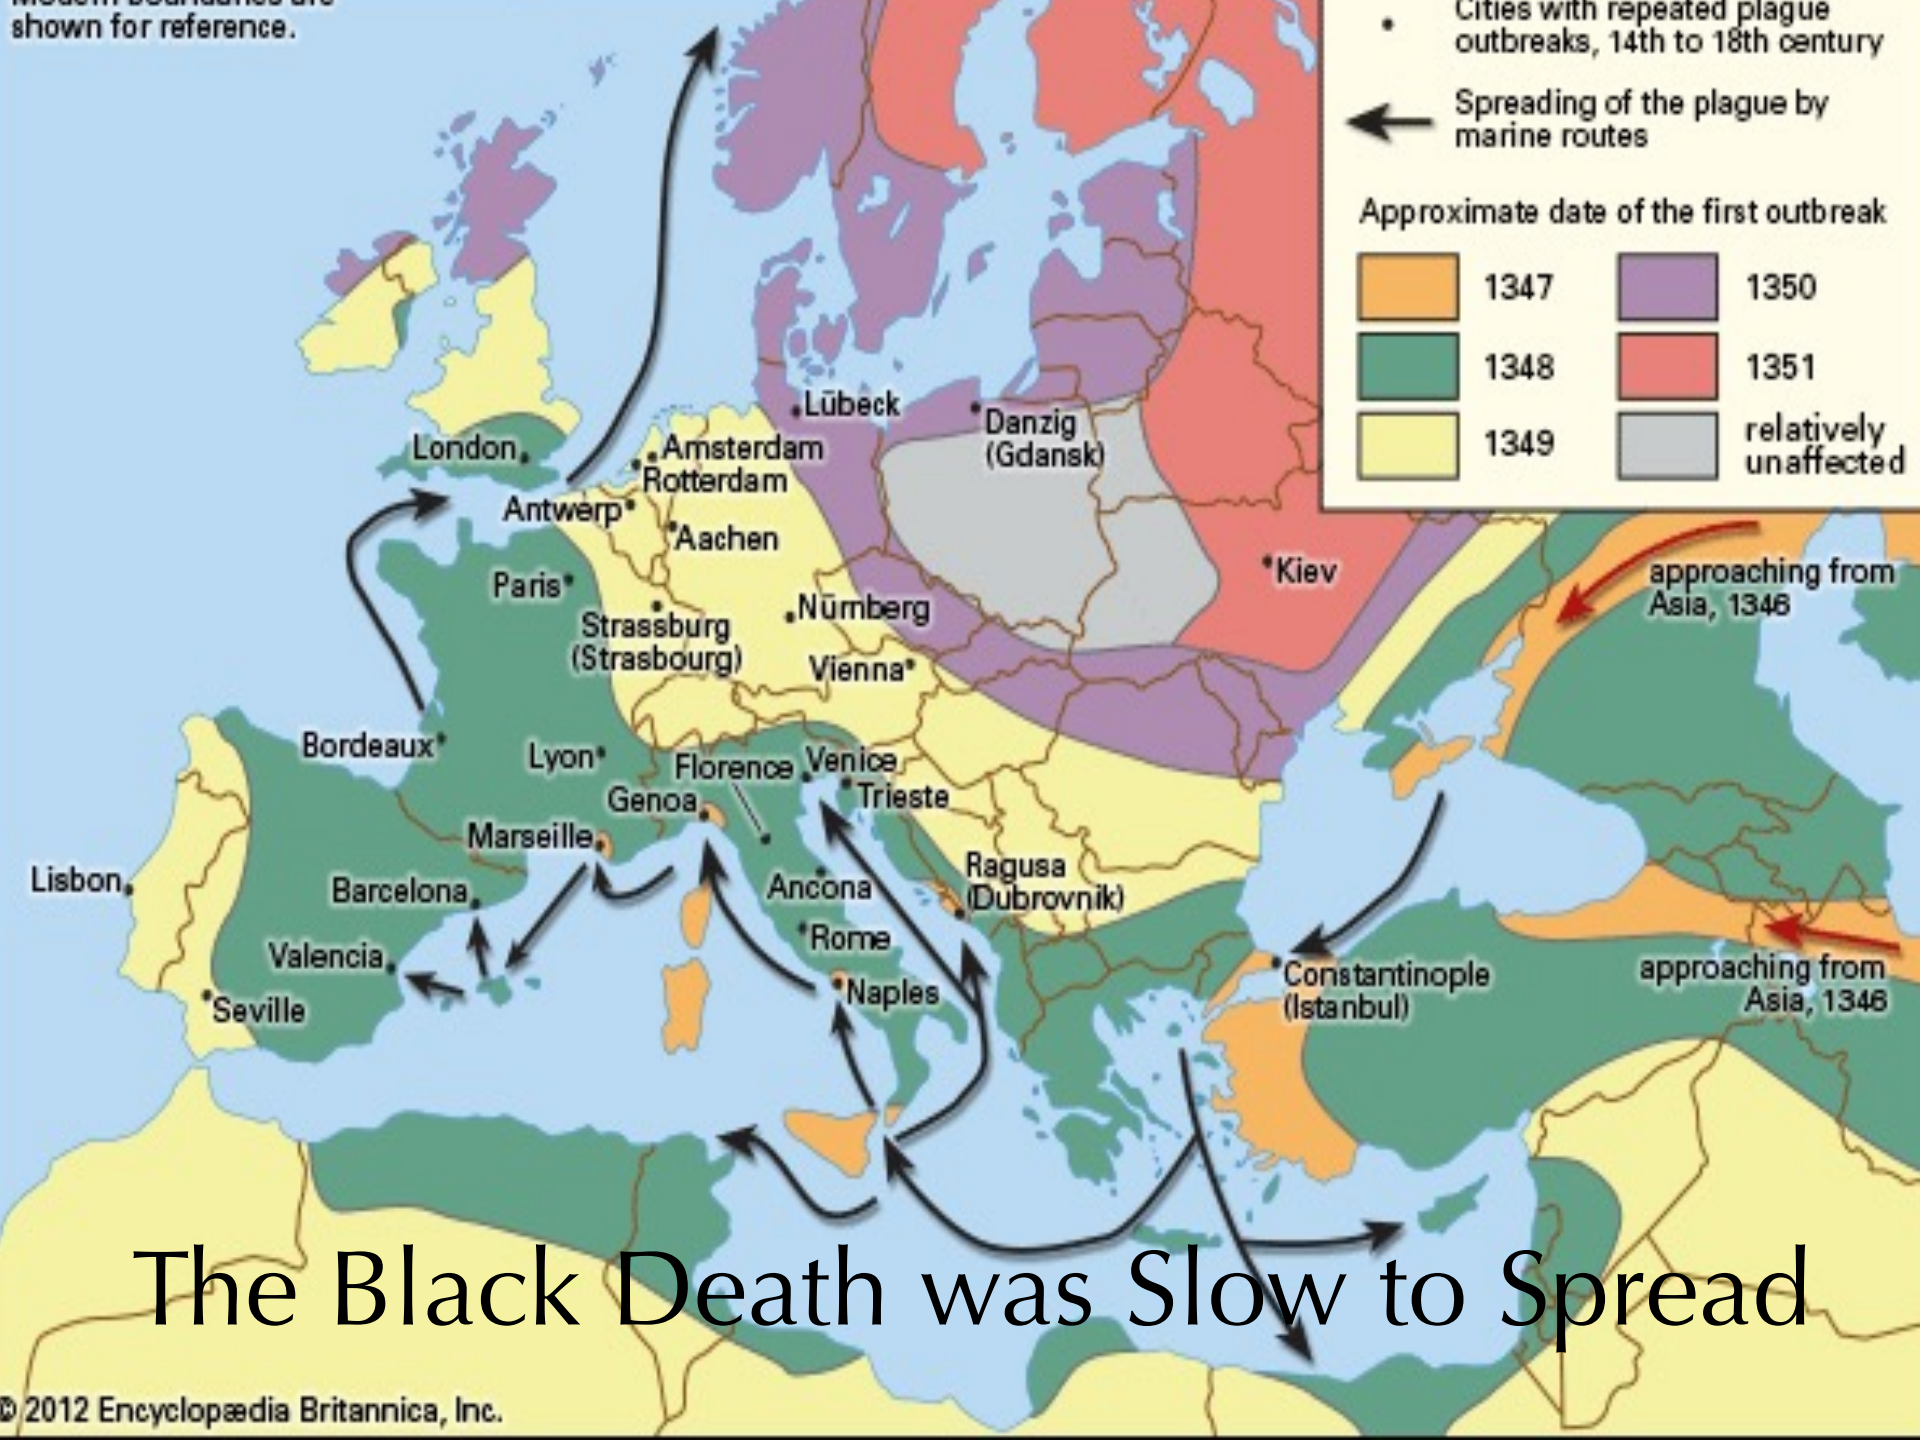 Modern boundaries are
shown for reference.
Cities with repeated plague
outbreaks, 14th to 18th century
Spreading of the plague by
marine routes
Approximate date of the first outbreak
1347
1350
1348
1351
1349
relatively
unaffected
Lübeck
Danzig
(Gdansk)
London
Amsterdam
Rotterdam
Antwerp
Aachen
Paris
Kiev
approaching from
Asia, 1346
Nürnberg
Strassburg
(Strasbourg)
Vienna
Bordeaux
Lyon
Florence
Venice
Genoa
Trieste
Marseille
Lisbon
Barcelona
Ancona
Ragusa
(Dubrovnik)
Rome
Valencia
Naples
Seville
Constantinople
(Istanbul)
approaching from
Asia, 1346
The Black Death was Slow to Spread
© 2012 Encyclopædia Britannica, Inc.